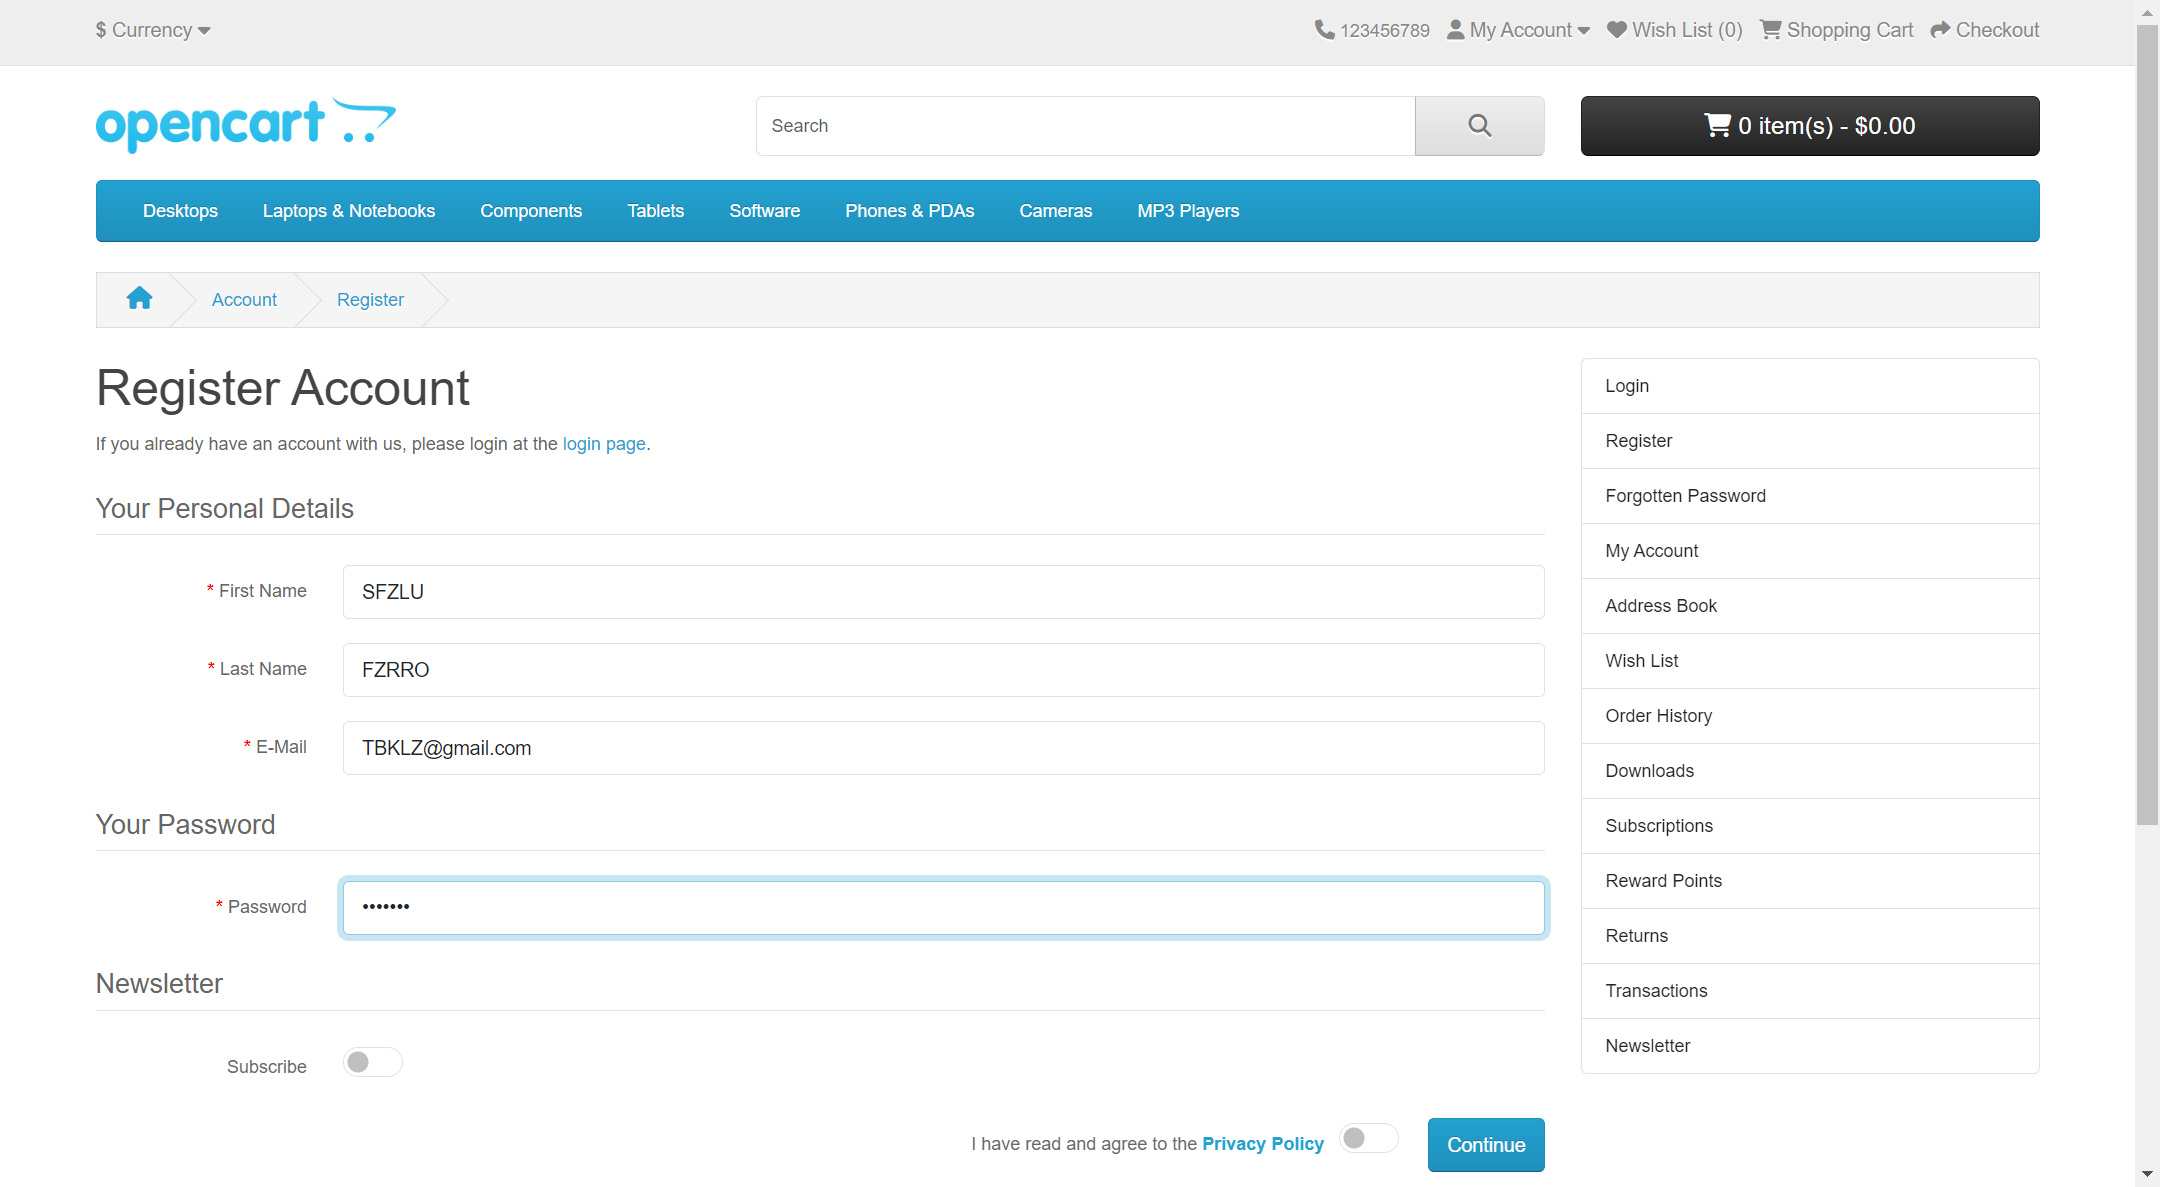 $ Currency
123456789 My Account Wish List (0) Shopping Cart Checkout
opencart
Search
0 item(s) - $0.00
Desktops Laptops & Notebooks Components Tablets Software Phones & PDAs Cameras MP3 Players
Account Register
Register Account
If you already have an account with us, please login at the login page.
Your Personal Details
* First Name SFZLU
* Last Name FZRRO
* E-Mail TBKLZ@gmail.com
Your Password
* Password •••••••
Newsletter
Subscribe
I have read and agree to the Privacy Policy Continue
Login
Register
Forgotten Password
My Account
Address Book
Wish List
Order History
Downloads
Subscriptions
Reward Points
Returns
Transactions
Newsletter